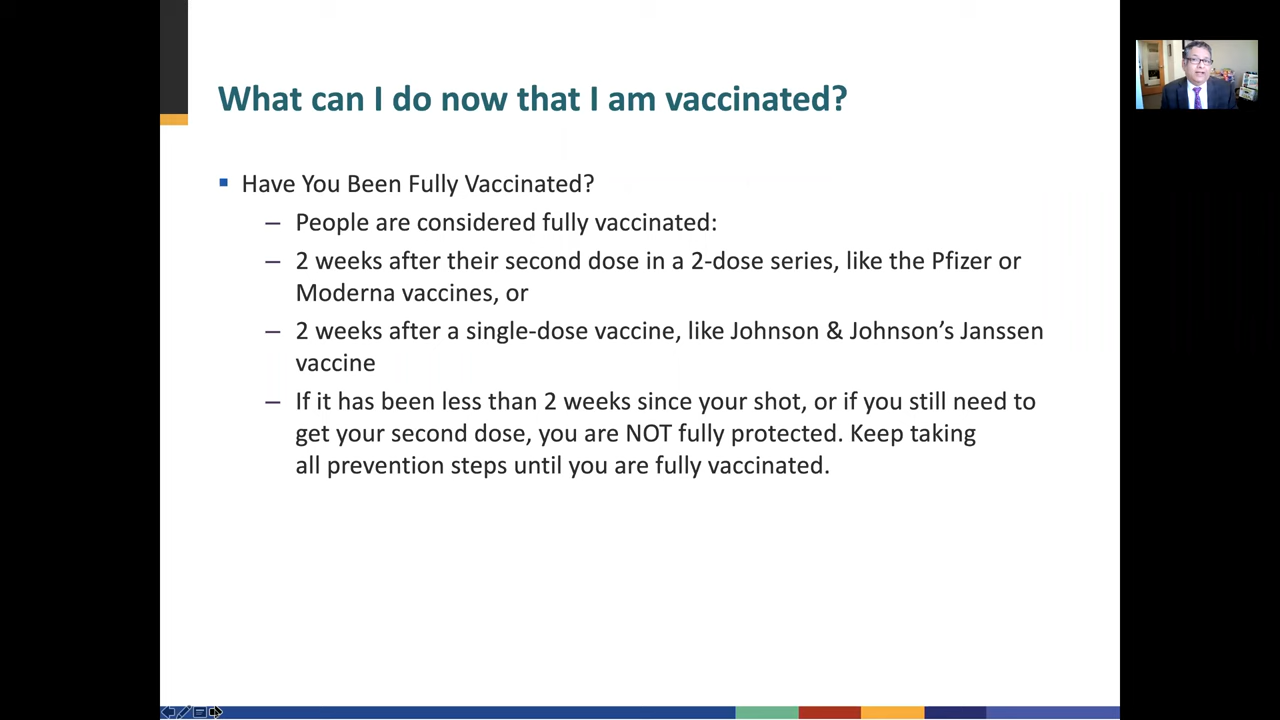 What can I do now that I am vaccinated?
▪ Have You Been Fully Vaccinated?
– People are considered fully vaccinated:
– 2 weeks after their second dose in a 2-dose series, like the Pfizer or
Moderna vaccines, or
– 2 weeks after a single-dose vaccine, like Johnson & Johnson’s Janssen
vaccine
– If it has been less than 2 weeks since your shot, or if you still need to
get your second dose, you are NOT fully protected. Keep taking
all prevention steps until you are fully vaccinated.